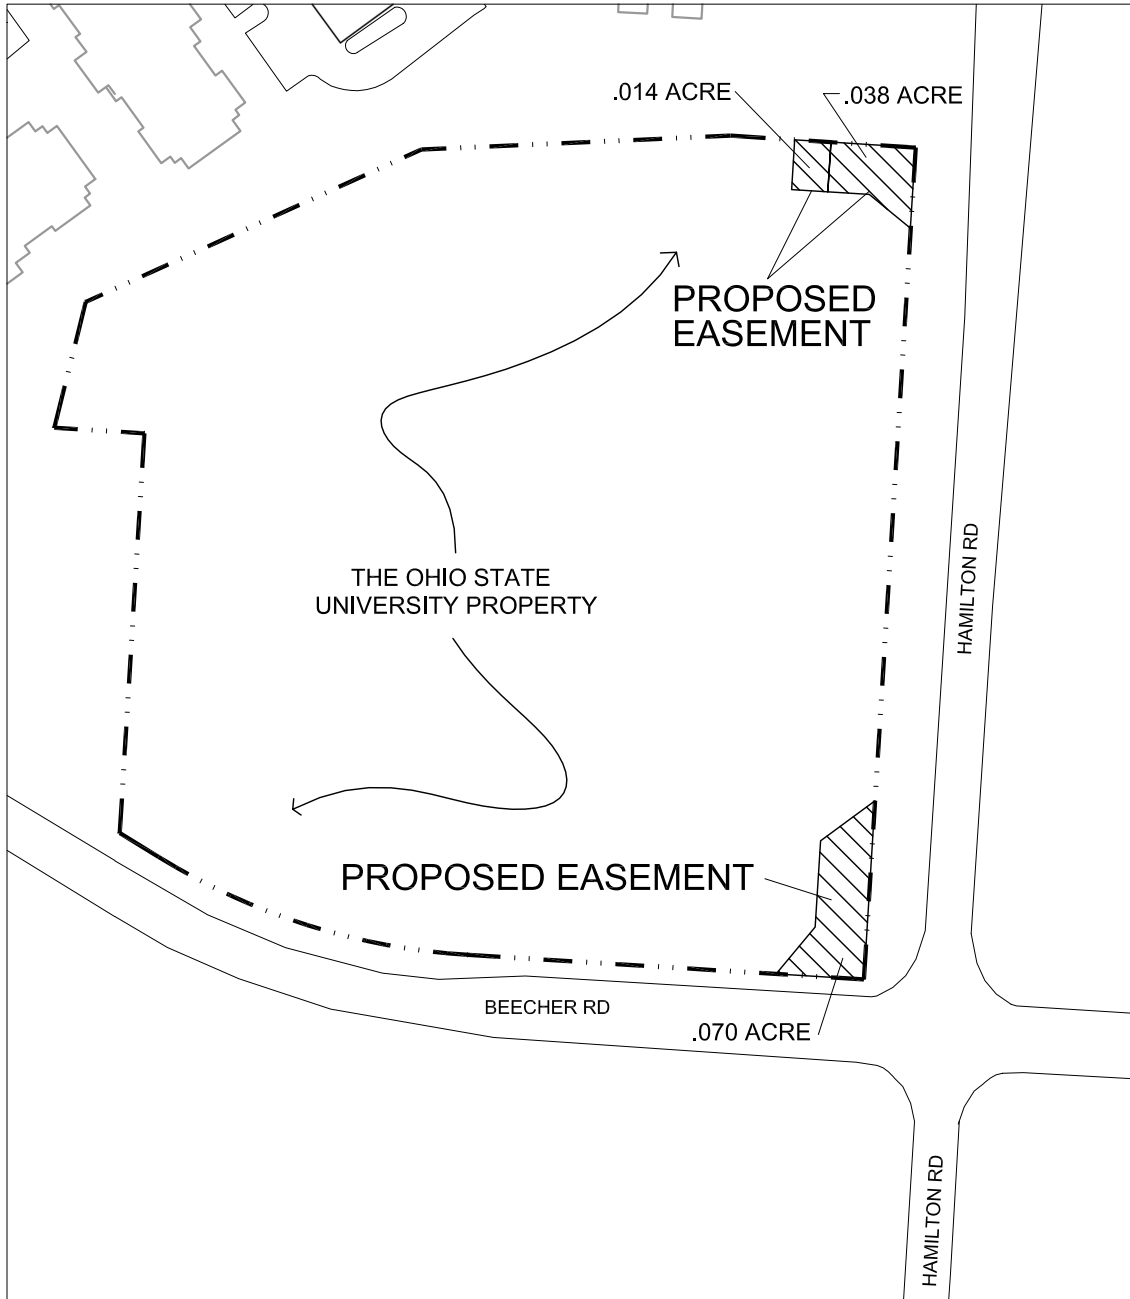 .014 ACRE
.038 ACRE
PROPOSED
EASEMENT
HAMILTON RD
THE OHIO STATE
UNIVERSITY PROPERTY
PROPOSED EASEMENT
BEECHER RD
.070 ACRE
HAMILTON RD